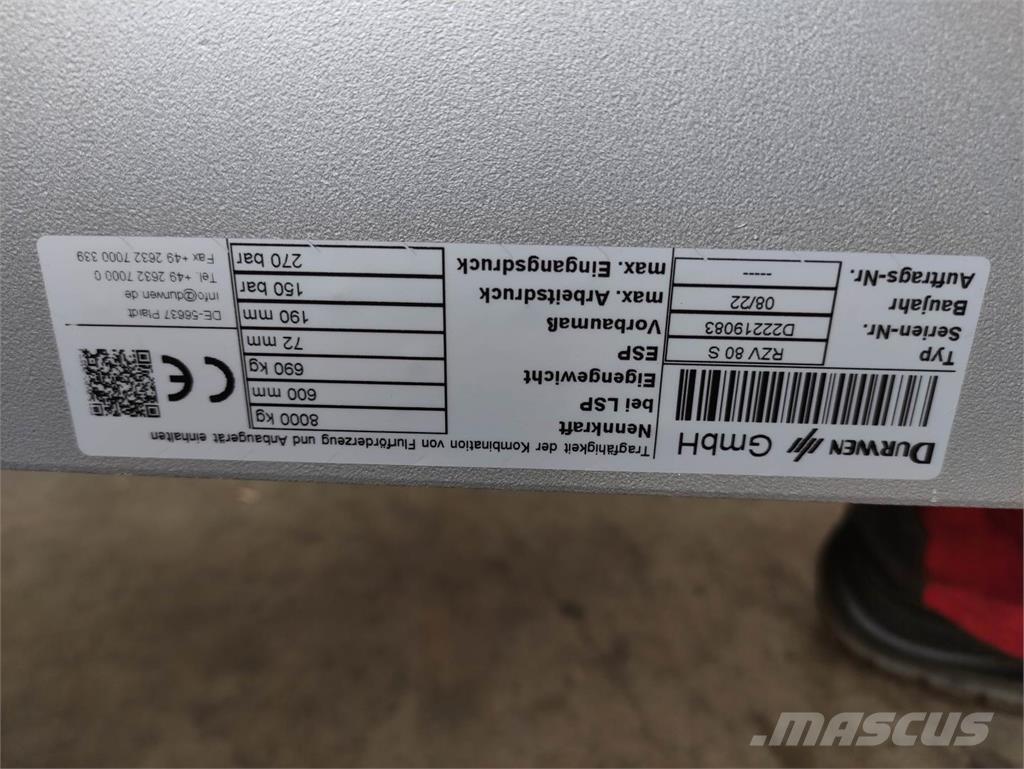 DURWEN GmbH
Tragfähigkeit der Kombination von Flurförderzeug und Anbaugerät einhalten
Typ RZV 80 S
Serien-Nr. D22219083
Baujahr 08/22
Auftrags-Nr. -----
Nennkraft 8000 kg
bei LSP 600 mm
Eigengewicht 690 kg
ESP 72 mm
Vorbaumaß 190 mm
max. Arbeitsdruck 150 bar
max. Eingangsdruck 270 bar
CE
DE-56637 Plaidt
info@durwen.de
Tel. +49 2632 7000 0
Fax +49 2632 7000 339
MASCUS